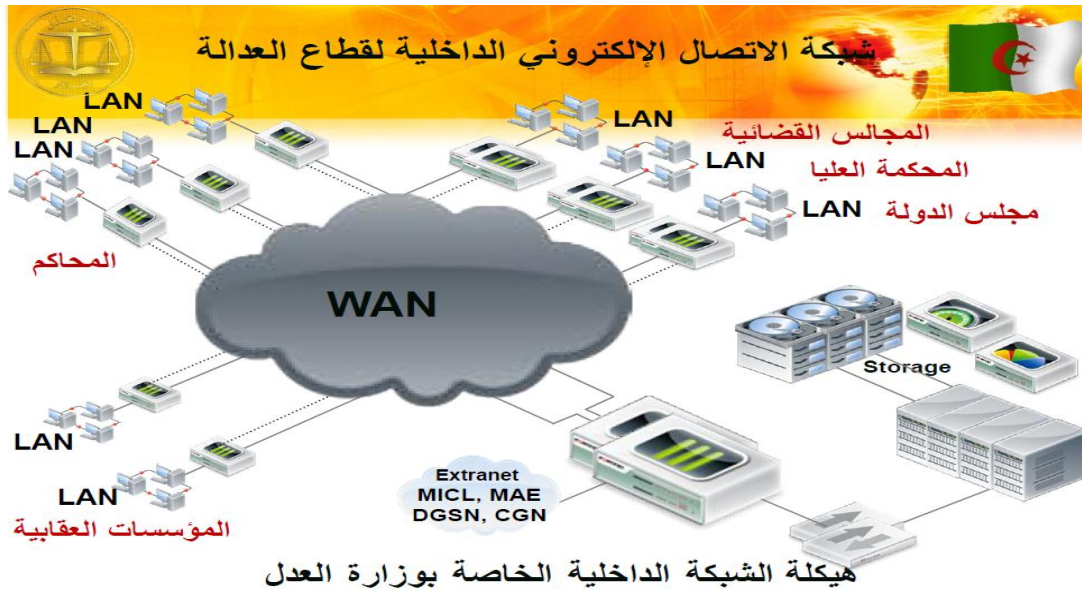 شبكة الاتصال الإلكتروني الداخلية لقطاع العدالة
LAN
LAN
LAN
LAN
LAN
LAN
المجالس القضائية
المحكمة العليا
مجلس الدولة
المحاكم
WAN
Storage
LAN
LAN
المؤسسات العقابية
Extranet
MICL, MAE
DGSN, CGN
هيكلة الشبكة الداخلية الخاصة بوزارة العدل